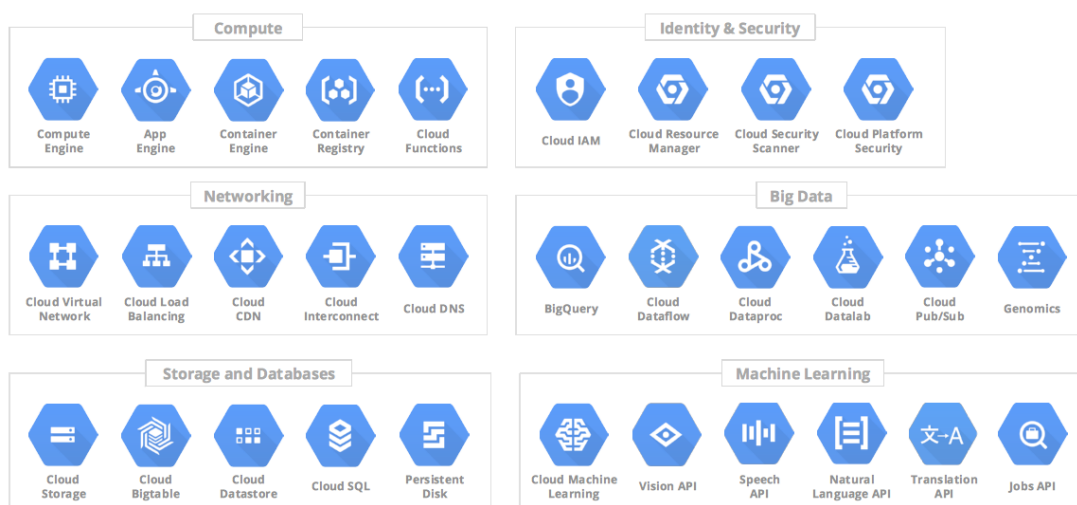 Compute
Compute
Engine
App
Engine
Container
Engine
Container
Registry
Cloud
Functions
Identity & Security
Cloud IAM
Cloud Resource
Manager
Cloud Security
Scanner
Cloud Platform
Security
Networking
Cloud Virtual
Network
Cloud Load
Balancing
Cloud
CDN
Cloud
Interconnect
Cloud DNS
Big Data
BigQuery
Cloud
Dataflow
Cloud
Dataproc
Cloud
Datalab
Cloud
Pub/Sub
Genomics
Storage and Databases
Cloud
Storage
Cloud
Bigtable
Cloud
Datastore
Cloud SQL
Persistent
Disk
Machine Learning
Cloud Machine
Learning
Vision API
Speech
API
Natural
Language API
文→A
Translation
API
Jobs API